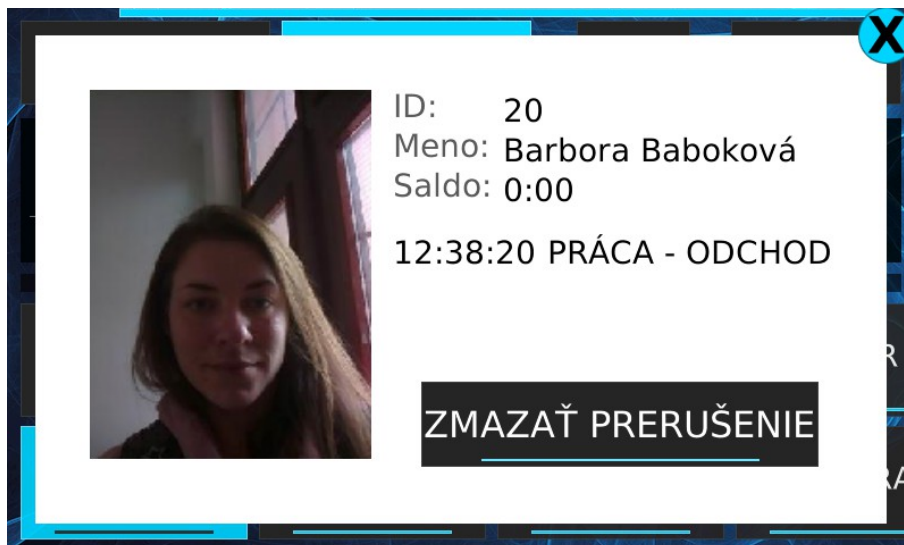 X
ID: 20
Meno: Barbora Baboková
Saldo: 0:00
12:38:20 PRÁCA - ODCHOD
R
ZMAZAŤ PRERUŠENIE